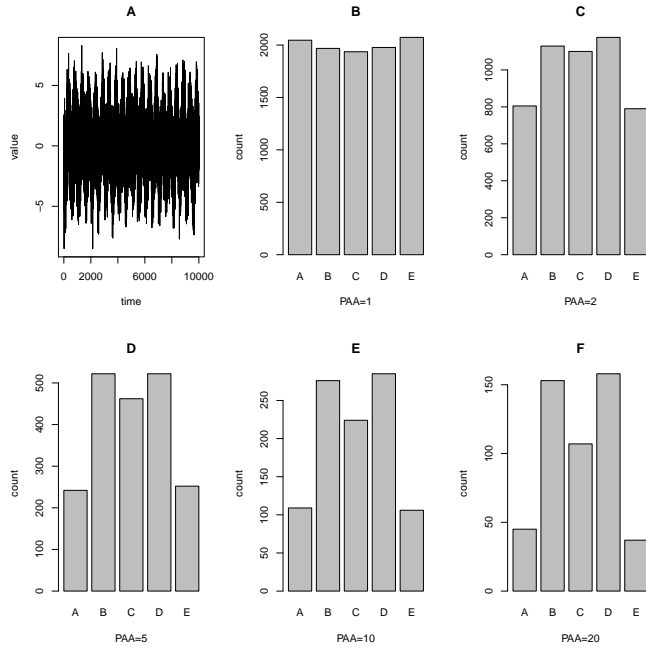 A
value
5
0
−5
0
2000
6000
10000
time
B
count
2000
1500
1000
500
0
A B C D E
PAA=1
C
count
1000
800
600
400
200
0
A B C D E
PAA=2
D
count
500
400
300
200
100
0
A B C D E
PAA=5
E
count
250
200
150
100
50
0
A B C D E
PAA=10
F
count
150
100
50
0
A B C D E
PAA=20